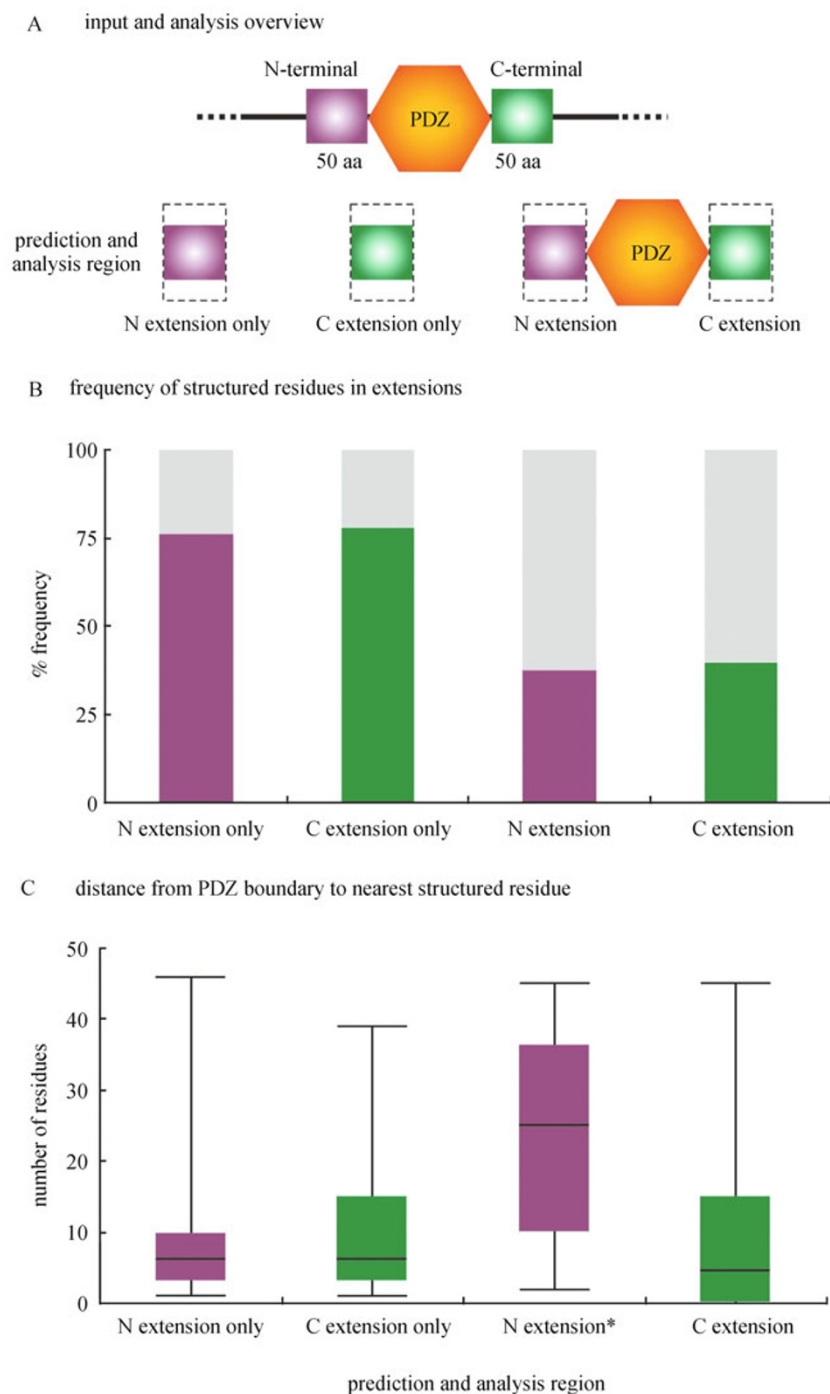 A input and analysis overview
N-terminal C-terminal
PDZ
50 aa 50 aa
prediction and
analysis region
PDZ
N extension only C extension only N extension C extension
B frequency of structured residues in extensions
100
75
50
25
0
% frequency
N extension only C extension only N extension C extension
C distance from PDZ boundary to nearest structured residue
50
40
30
20
10
0
number of residues
N extension only C extension only N extension* C extension
prediction and analysis region